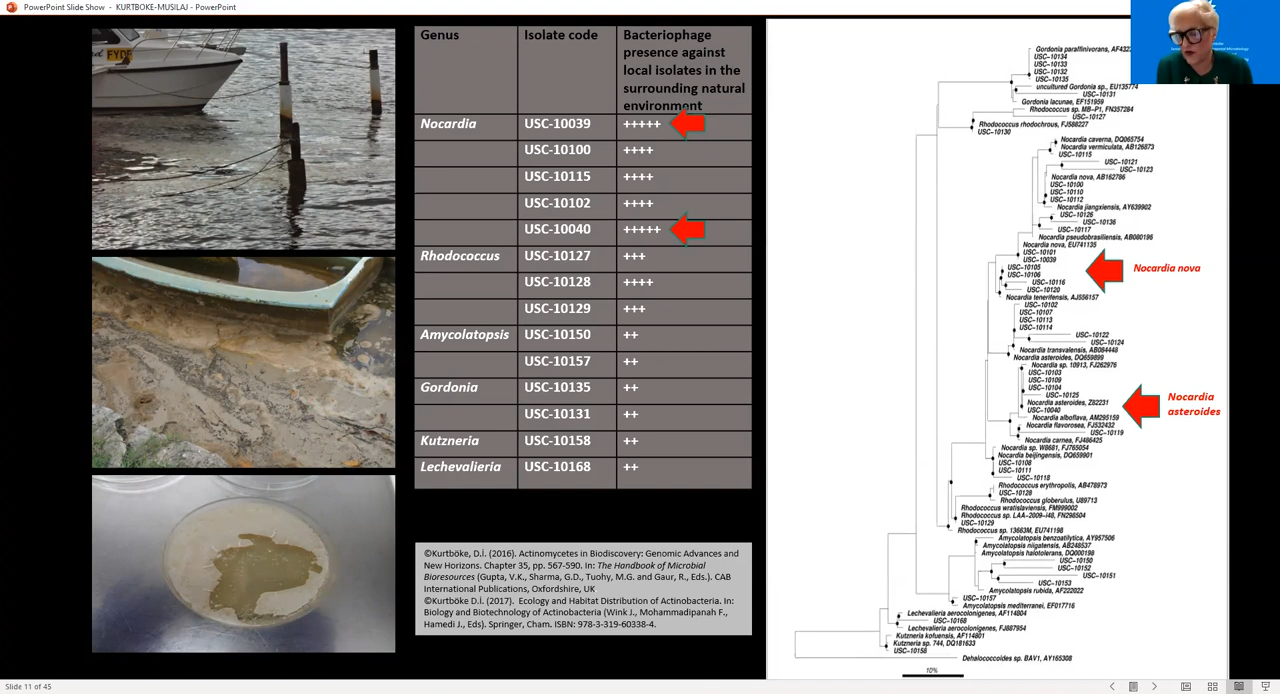 PowerPoint Slide Show - KURTBOKE-MUSILAJ - PowerPoint
FYDE
Genus Isolate code Bacteriophage
presence against
local isolates in the
surrounding natural
environment
Nocardia USC-10039 +++++
USC-10100 ++++
USC-10115 ++++
USC-10102 ++++
USC-10040 +++++
Rhodococcus USC-10127 +++
USC-10128 ++++
USC-10129 +++
Amycolatopsis USC-10150 ++
USC-10157 ++
Gordonia USC-10135 ++
USC-10131 ++
Kutzneria USC-10158 ++
Lechevalieria USC-10168 ++
©Kurtböke, D.İ. (2016). Actinomycetes in Biodiscovery: Genomic Advances and
New Horizons. Chapter 35, pp. 567-590. In: The Handbook of Microbial
Bioresources (Gupta, V.K., Sharma, G.D., Tuohy, M.G. and Gaur, R., Eds.). CAB
International Publications, Oxfordshire, UK
©Kurtböke D.İ. (2017). Ecology and Habitat Distribution of Actinobacteria. In:
Biology and Biotechnology of Actinobacteria (Wink J., Mohammadipanah F.,
Hamedi J., Eds). Springer, Cham. ISBN: 978-3-319-60338-4.
Gordonia paraffinivorans, AF432
USC-10134
USC-10133
USC-10132
USC-10135
uncultured Gordonia sp., EU135774
USC-10131
Gordonia lacunae, EF151959
Rhodococcus sp. MB-P1, FN357284
USC-10127
Rhodococcus rhodochrous, FJ588227
USC-10130
Nocardia caverna, DQ065754
Nocardia vermiculata, AB126873
USC-10115
USC-10121
USC-10123
Nocardia nova, AB162786
USC-10100
USC-10110
USC-10112
Nocardia jiangxiensis, AY639902
USC-10126
USC-10136
USC-10117
Nocardia pseudobrasiliensis, AB080196
Nocardia nova, EU741135
USC-10101
USC-10039
USC-10105
USC-10106
USC-10116
USC-10120
Nocardia tenerifensis, AJ556157
USC-10102
USC-10107
USC-10113
USC-10114
USC-10122
USC-10124
Nocardia transvalensis, AB084448
Nocardia asteroides, DQ659899
Nocardia sp. 10913, FJ262976
USC-10103
USC-10109
USC-10104
USC-10125
Nocardia asteroides, Z82231
USC-10040
Nocardia alboflava, AM295159
Nocardia flavorosea, FJ532432
USC-10119
Nocardia carnea, FJ486425
Nocardia sp. W8681, FJ765054
Nocardia beijingensis, DQ659901
USC-10108
USC-10111
USC-10118
Rhodococcus erythropolis, AB478973
USC-10128
Rhodococcus globerulus, U89713
Rhodococcus wratislaviensis, FM999002
Rhodococcus sp. LAA-2009-i48, FN298504
USC-10129
Rhodococcus sp. 13663M, EU741198
Amycolatopsis benzoatilytica, AY957506
Amycolatopsis niigatensis, AB248537
Amycolatopsis halotolerans, DQ000198
USC-10150
USC-10152
USC-10151
USC-10153
Amycolatopsis rubida, AF222022
USC-10157
Amycolatopsis mediterranei, EF017716
Lechevalieria aerocolonigenes, AF114804
USC-10168
Lechevalieria aerocolonigenes, FJ887954
Kutzneria kofuensis, AF114801
Kutzneria sp. 744, DQ181633
USC-10158
Dehalococcoides sp. BAV1, AY165308
10%
Nocardia nova
Nocardia
asteroides
Slide 11 of 45